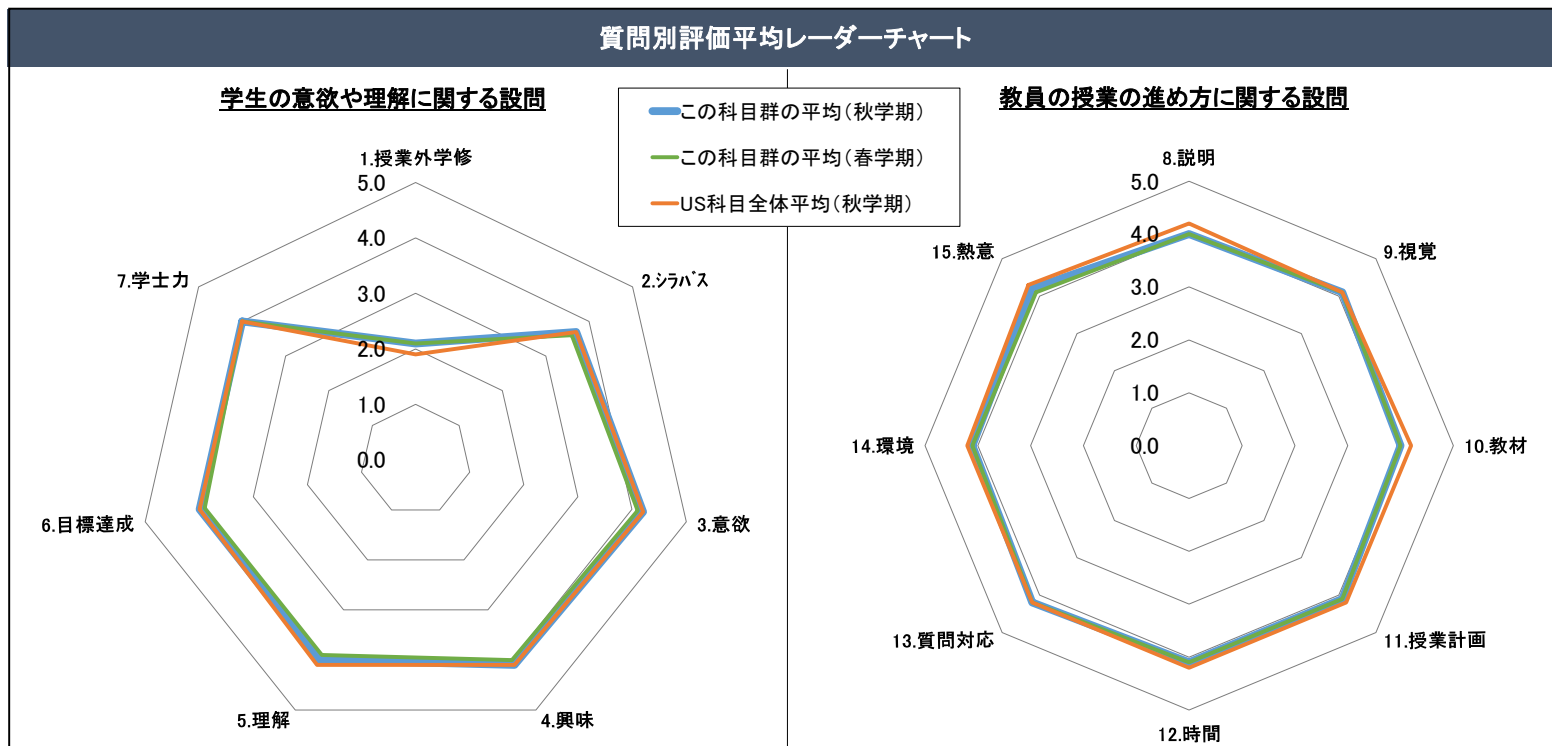 質問別評価平均レーダーチャート
学生の意欲や理解に関する設問
この科目群の平均（秋学期）
この科目群の平均（春学期）
US科目全体平均（秋学期）
教員の授業の進め方に関する設問
1.授業外学修
2.ｼﾗﾊﾞｽ
3.意欲
4.興味
5.理解
6.目標達成
7.学士力
5.0
4.0
3.0
2.0
1.0
0.0
8.説明
9.視覚
10.教材
11.授業計画
12.時間
13.質問対応
14.環境
15.熱意
5.0
4.0
3.0
2.0
1.0
0.0